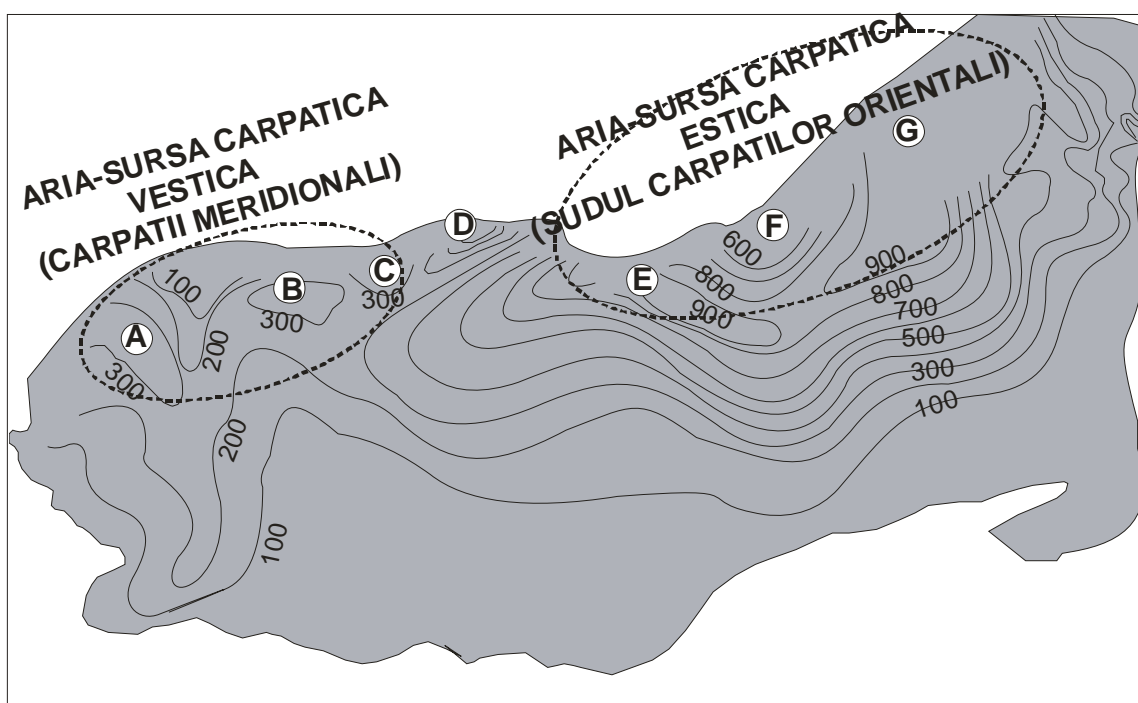 ARIA-SURSA CARPATICA
VESTICA
(CARPATII MERIDIONALI)
ARIA-SURSA CARPATICA
ESTICA
(SUDUL CARPATILOR ORIENTALI)
G
D
F
600
E
C
300
B
300
100
800
900
900
800
A
200
700
500
300
300
100
200
100